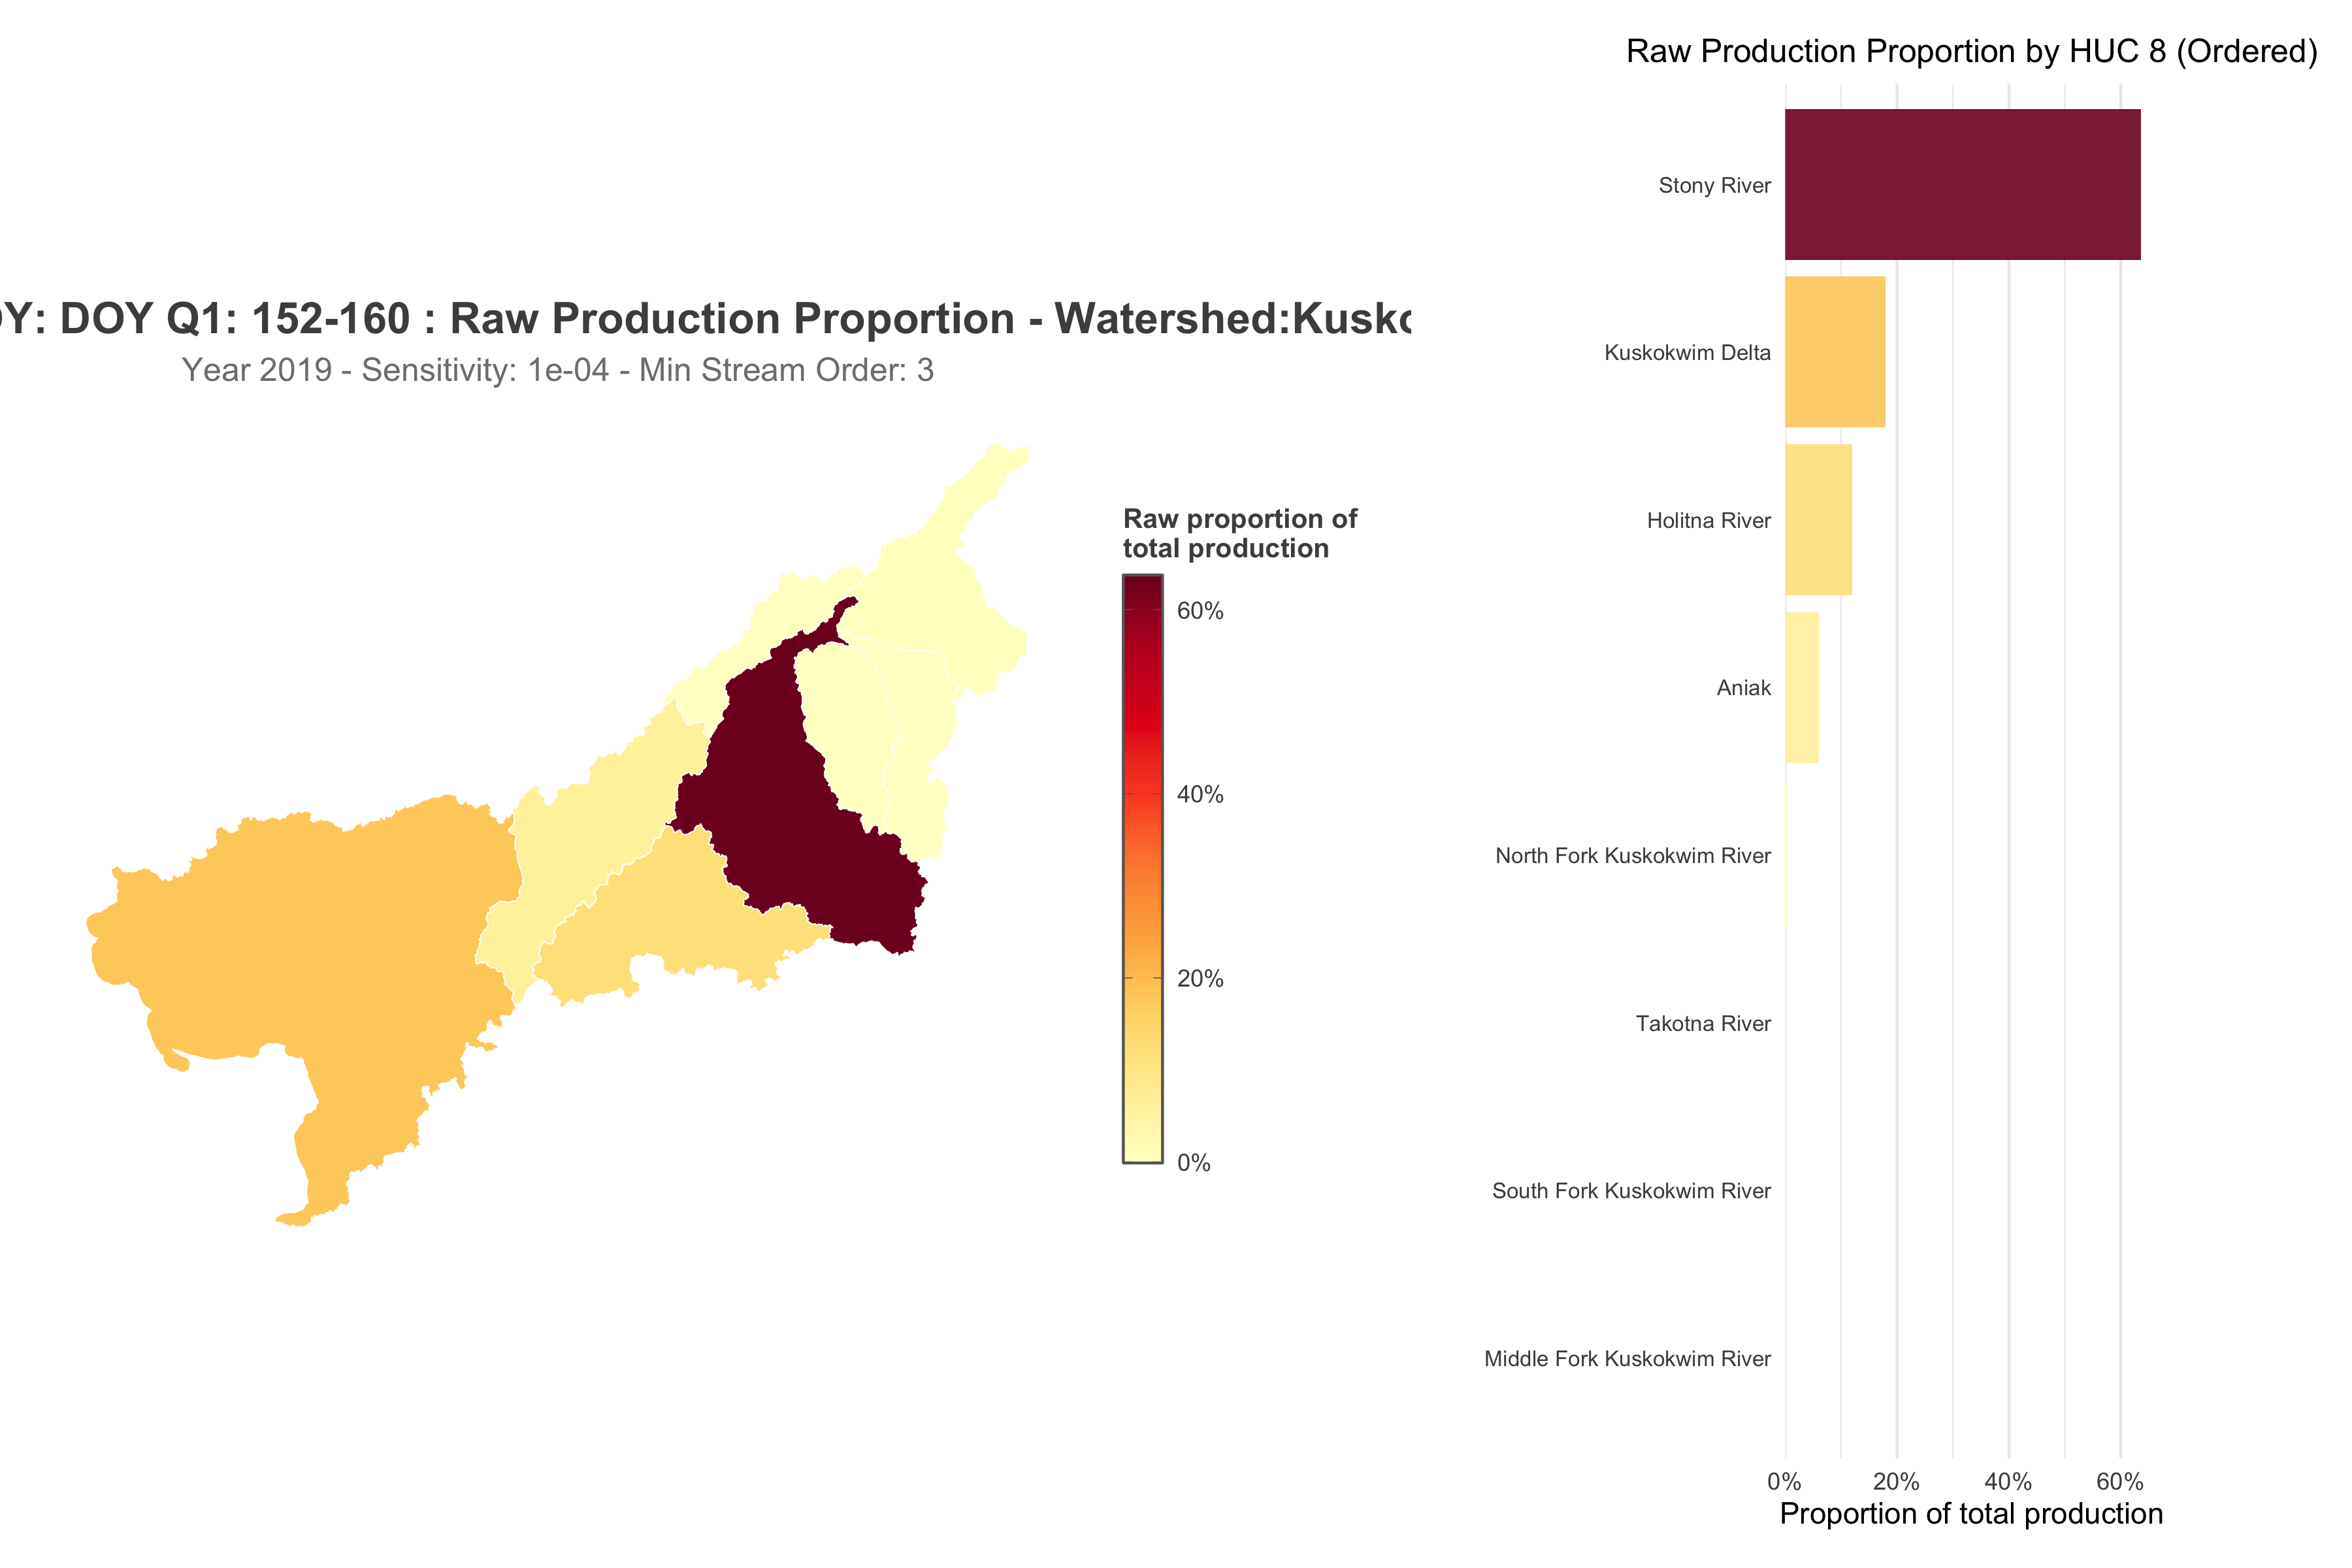 Y: DOY Q1: 152-160 : Raw Production Proportion - Watershed:Kusko
Year 2019 - Sensitivity: 1e-04 - Min Stream Order: 3
Raw proportion of
total production
60%
40%
20%
0%
Raw Production Proportion by HUC 8 (Ordered)
Stony River
Kuskokwim Delta
Holitna River
Aniak
North Fork Kuskokwim River
Takotna River
South Fork Kuskokwim River
Middle Fork Kuskokwim River
0% 20% 40% 60%
Proportion of total production